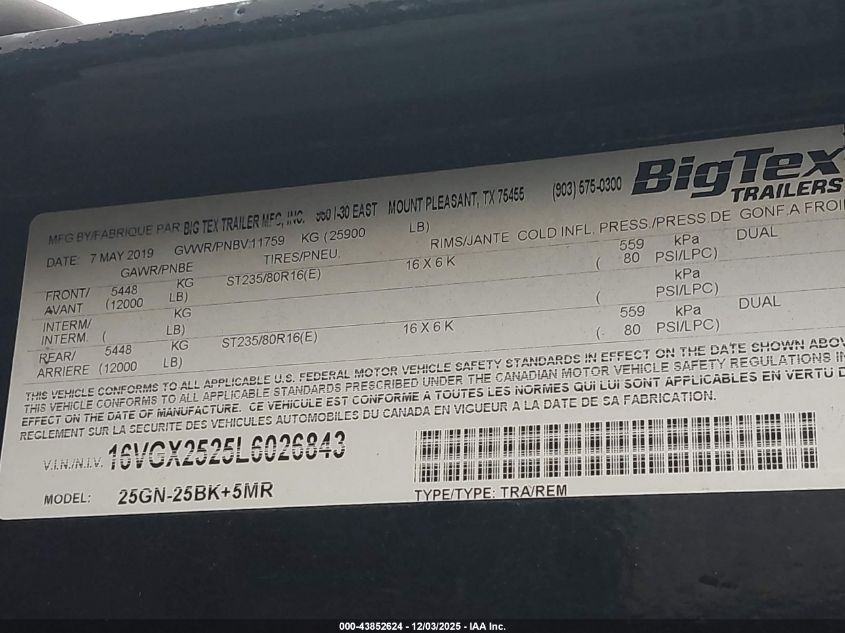 BigTex
TRAILERS
MFG BY/FABRIQUE PAR BIG TEX TRAILER MFG, INC. 950 I-30 EAST MOUNT PLEASANT, TX 75455 (903) 575-0300
DATE: 7 MAY 2019 GVWR/PNBV:11759 KG (25900 LB)
GAWR/PNBE TIRES/PNEU. RIMS/JANTE COLD INFL. PRESS./PRESS.DE GONF.A FROI
FRONT/ 5448 KG ST235/80R16(E) 16 X 6 K 559 kPa DUAL
AVANT (12000 LB) ( 80 PSI/LPC)
INTERM/ KG kPa
INTERM. ( LB) ( PSI/LPC)
REAR/ 5448 KG ST235/80R16(E) 16 X 6 K 559 kPa DUAL
ARRIERE (12000 LB) ( 80 PSI/LPC)
THIS VEHICLE CONFORMS TO ALL APPLICABLE U.S. FEDERAL MOTOR VEHICLE SAFETY STANDARDS IN EFFECT ON THE DATE SHOWN ABOV
THIS VEHICLE CONFORMS TO ALL APPLICABLE STANDARDS PRESCRIBED UNDER THE CANADIAN MOTOR VEHICLE SAFETY REGULATIONS IN
EFFECT ON THE DATE OF MANUFACTURE. CE VEHICULE EST CONFORME A TOUTES LES NORMES QUI LUI SONT APPLICABLES EN VERTU D
REGLEMENT SUR LA SECURITE DES VEHICULES AUTOMOBILES DU CANADA EN VIGUEUR A LA DATE DE SA FABRICATION.
V.I.N./N.I.V. 16VGX2525L6026843
MODEL: 25GN-25BK+5MR TYPE/TYPE: TRA/REM
000-43852624 - 12/03/2025 - IAA Inc.